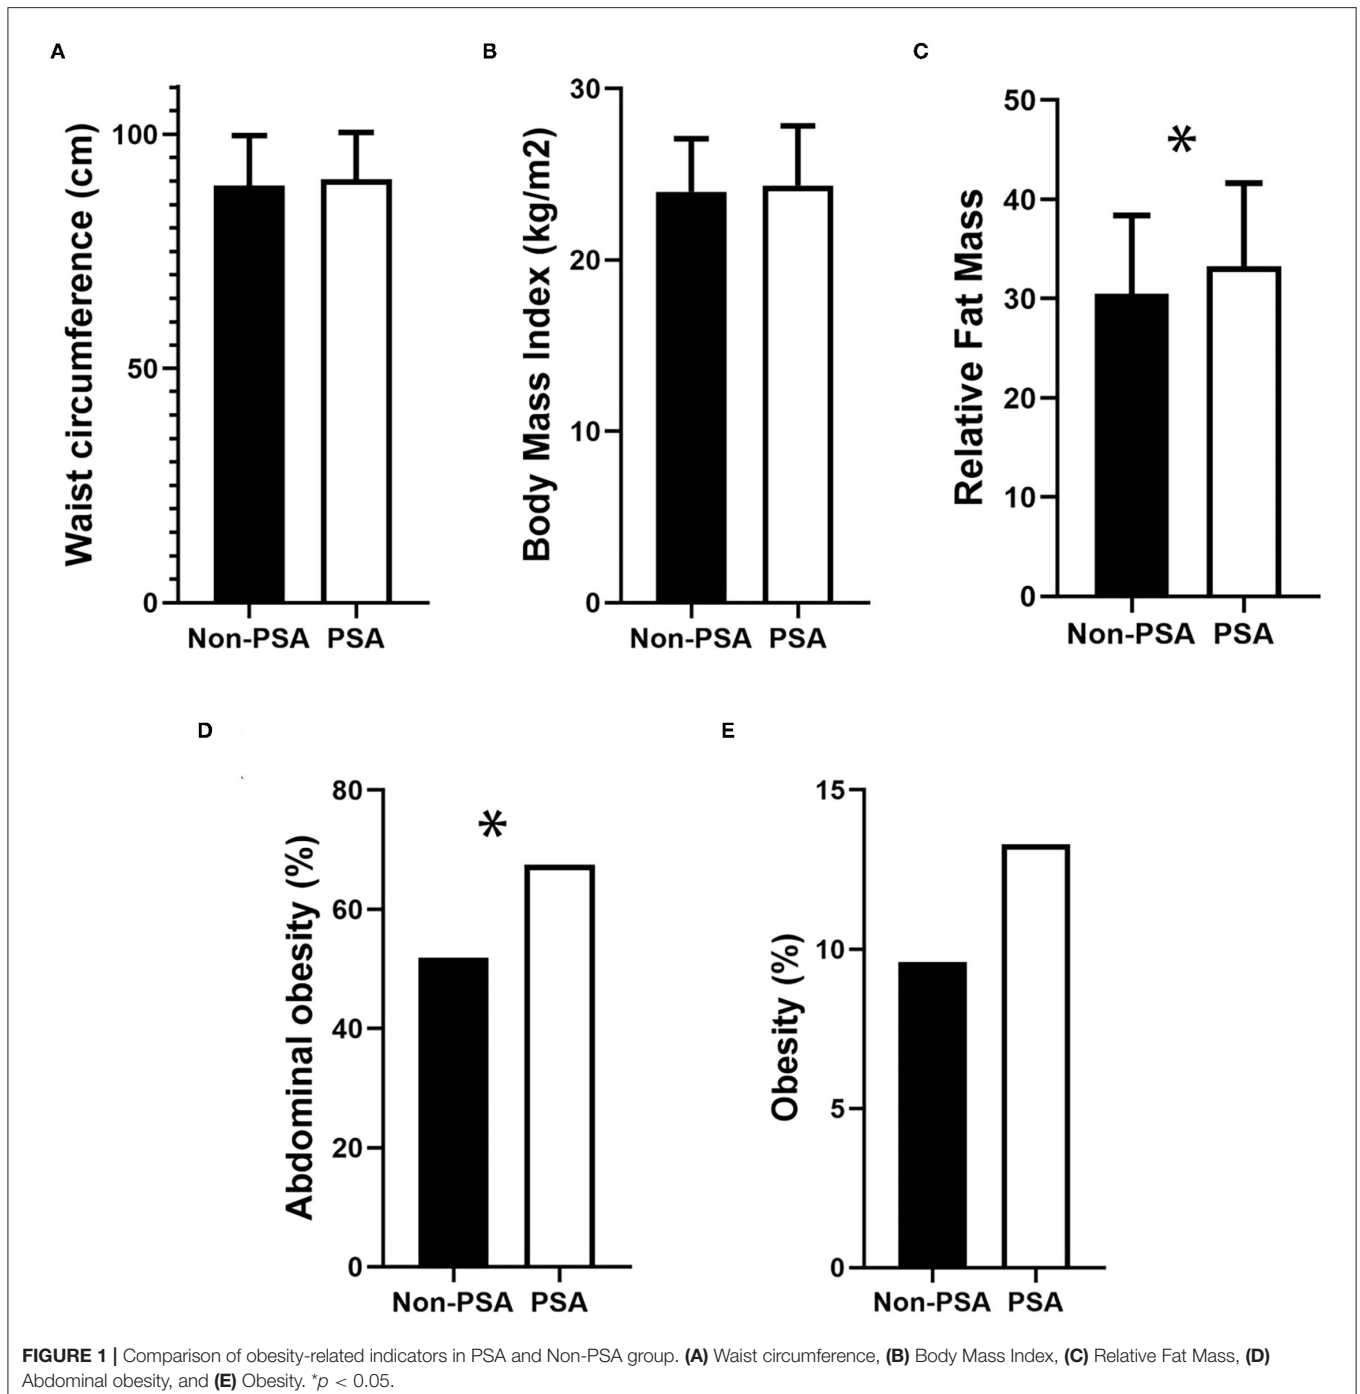 A
Waist circumference (cm)
100
50
0
Non-PSA PSA
B
Body Mass Index (kg/m2)
30
20
10
0
Non-PSA PSA
C
Relative Fat Mass
50
40
30
20
10
0
*
Non-PSA PSA
D
Abdominal obesity (%)
80
60
40
20
0
*
Non-PSA PSA
E
Obesity (%)
15
10
5
0
Non-PSA PSA
FIGURE 1 | Comparison of obesity-related indicators in PSA and Non-PSA group. (A) Waist circumference, (B) Body Mass Index, (C) Relative Fat Mass, (D)
Abdominal obesity, and (E) Obesity. *p < 0.05.